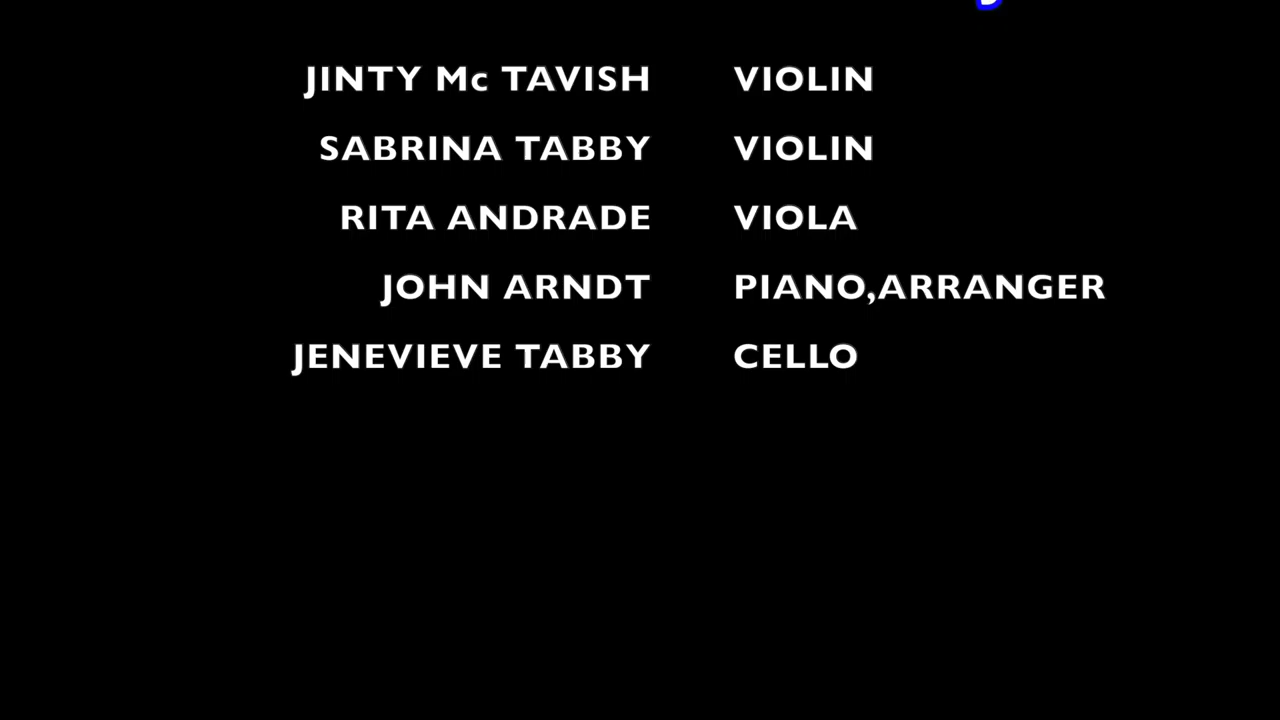 JINTY Mc TAVISH VIOLIN
SABRINA TABBY VIOLIN
RITA ANDRADE VIOLA
JOHN ARNDT PIANO,ARRANGER
JENEVIEVE TABBY CELLO